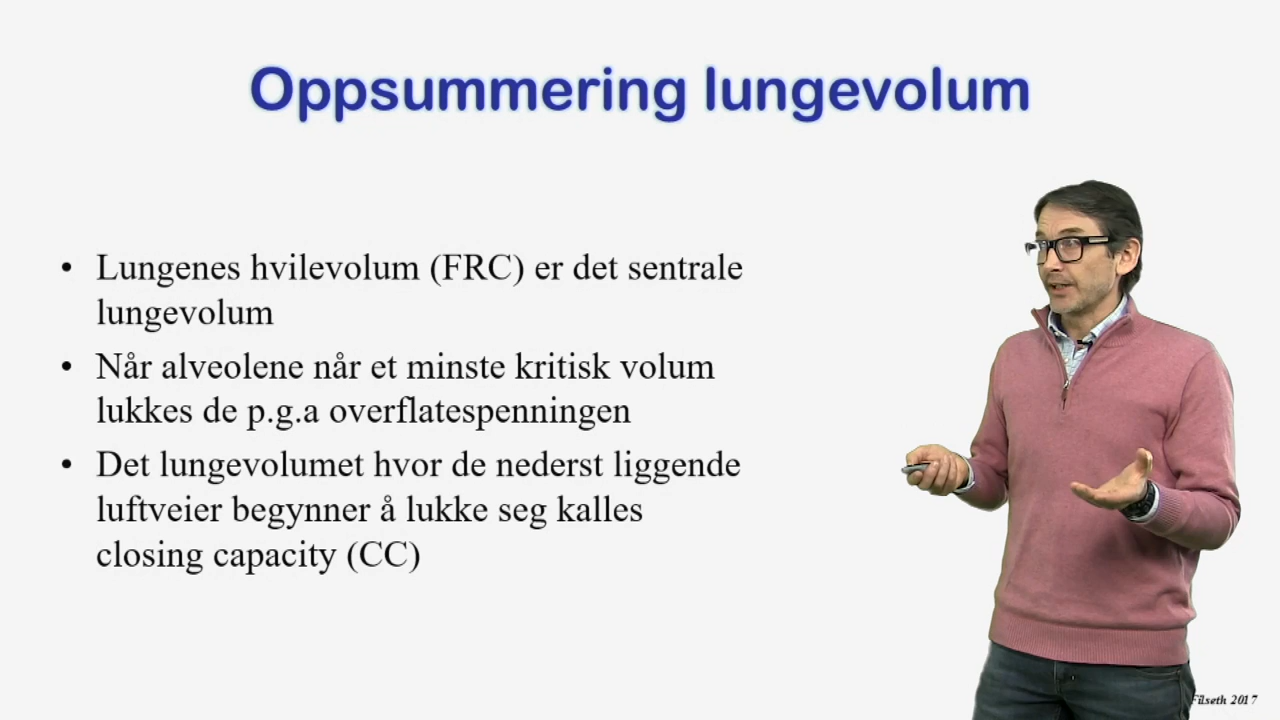 Oppsummering lungevolum
• Lungenes hvilevolum (FRC) er det sentrale
lungevolum
• Når alveolene når et minste kritisk volum
lukkes de p.g.a overflatespenningen
• Det lungevolumet hvor de nederst liggende
luftveier begynner å lukke seg kalles
closing capacity (CC)
Filseth 2017